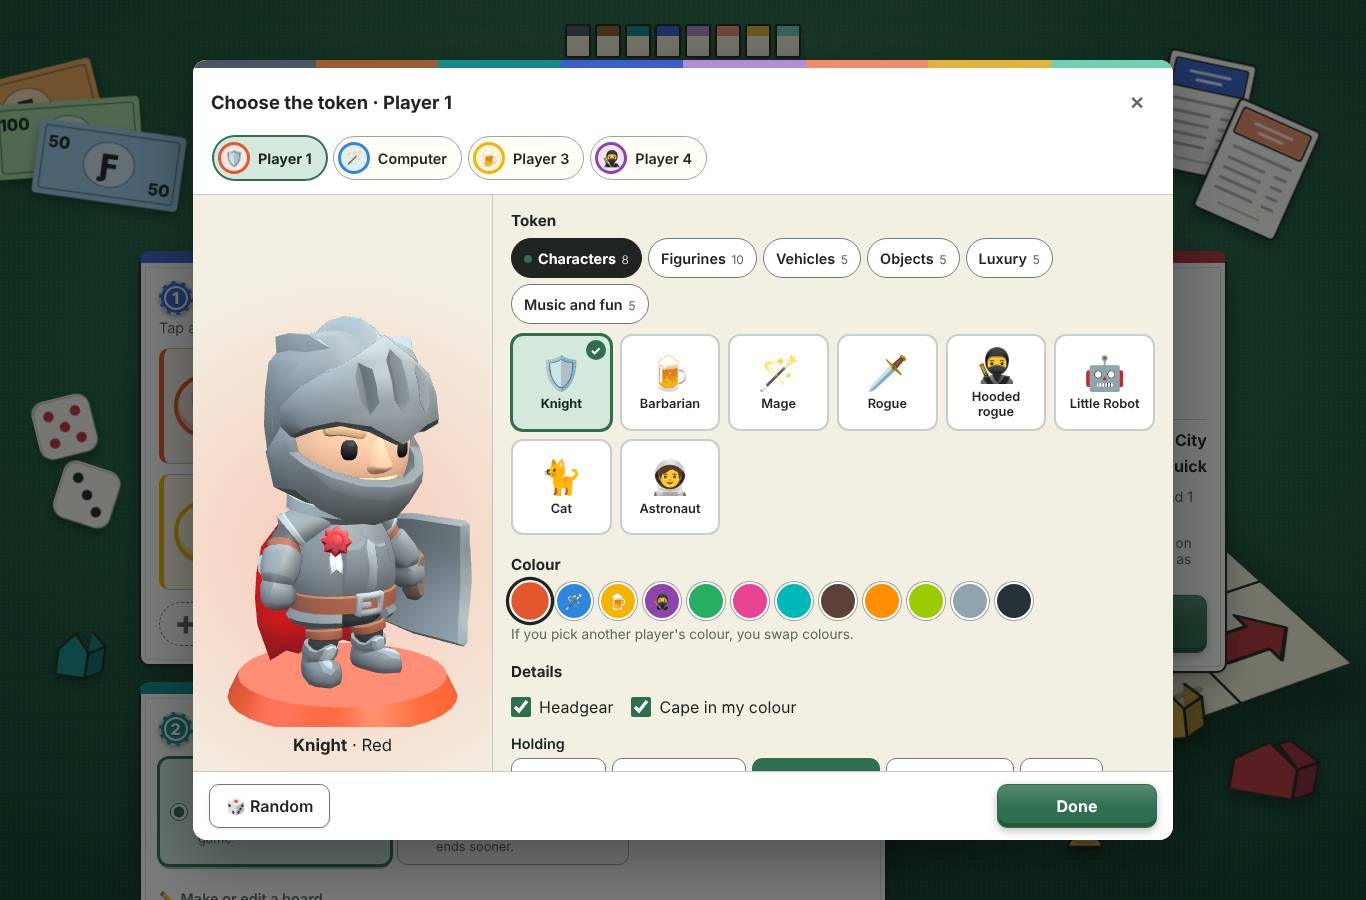 100
50
50
Choose the token · Player 1
Player 1
Computer
Player 3
Player 4
Token
Characters 8
Figurines 10
Vehicles 5
Objects 5
Luxury 5
Music and fun 5
Knight
Barbarian
Mage
Rogue
Hooded
rogue
Little Robot
Cat
Astronaut
Colour
If you pick another player's colour, you swap colours.
Details
Headgear
Cape in my colour
Holding
Knight · Red
Random
Done
1
Tap a
2
game.
ends sooner.
Make or edit a board
City
uick
d 1
on
as